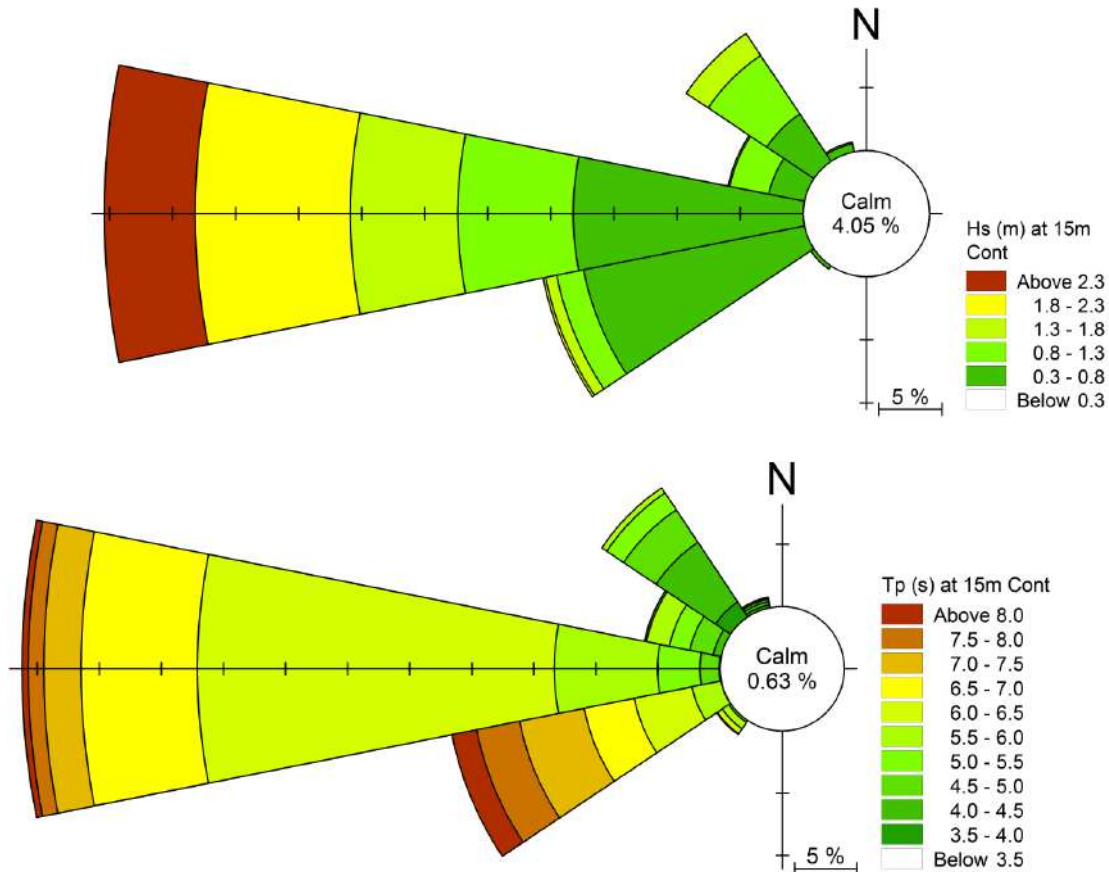 N
Calm
4.05 %
Hs (m) at 15m
Cont
Above 2.3
1.8 - 2.3
1.3 - 1.8
0.8 - 1.3
0.3 - 0.8
Below 0.3
5 %
N
Calm
0.63 %
Tp (s) at 15m Cont
Above 8.0
7.5 - 8.0
7.0 - 7.5
6.5 - 7.0
6.0 - 6.5
5.5 - 6.0
5.0 - 5.5
4.5 - 5.0
4.0 - 4.5
3.5 - 4.0
Below 3.5
5 %